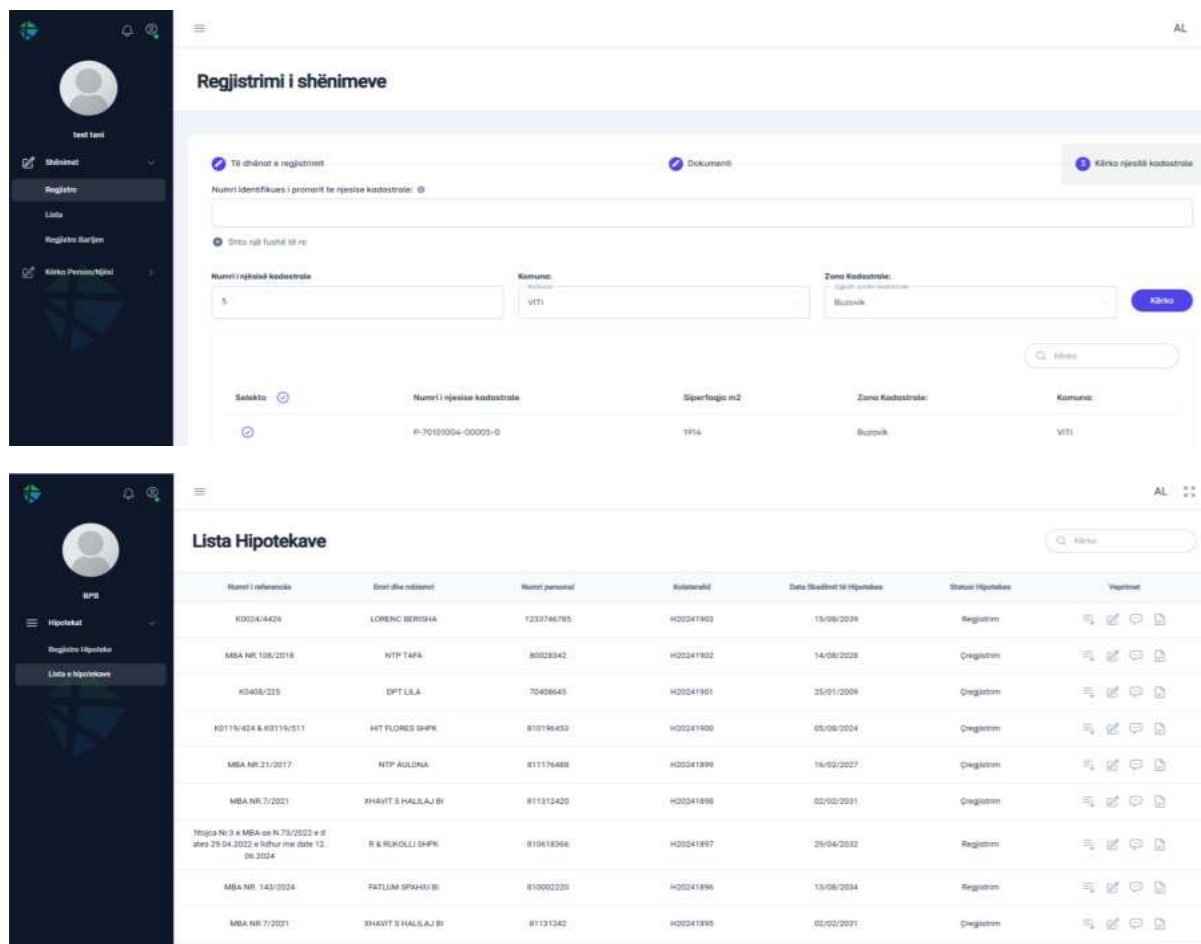 AL
Regjistrimi i shënimeve
test tani
Shënimet
Regjistro
Lista
Regjistro Bartjen
Kërko Person/Njësi
Të dhënat e regjistrimit
Dokumenti
3 Kërko njesitë kadastrale
Numri identifikues i pronarit te njesise kadastrale:
Shto një fushë të re
Numri i njësisë kadastrale
Komuna:
Zona Kadastrale:
5
Komuna
VITI
Buzovik
Kërko
Kërko
Selekto
Numri i njesise kadastrale
Siperfaqja m2
Zona Kadastrale:
Komuna:
P-70101004-00005-0
1914
Buzovik
VITI
AL
Lista Hipotekave
Kërko
BPB
Hipotekat
Regjistro Hipoteke
Lista e hipotekave
Numri i referencës
Emri dhe mbiemri
Numri personal
KolateraliId
Data Skadimit të Hipotekes
Statusi Hipotekes
Veprimet
K0024/4426 LORENC BERISHA 1233746785 H20241903 15/08/2039 Regjistrim
MBA NR.108/2018 NTP TAFA 80028342 H20241902 14/08/2028 Çregjistrim
K0408/225 DPT LILA 70408645 H20241901 25/01/2009 Çregjistrim
K0119/424 & K0119/511 HIT FLORES SHPK 810196453 H20241900 05/08/2024 Çregjistrim
MBA NR.21/2017 NTP AULONA 811176488 H20241899 16/02/2027 Çregjistrim
MBA NR.7/2021 XHAVIT S HALILAJ BI 811312420 H20241898 02/02/2031 Çregjistrim
Ntojca Nr.3 e MBA-se N.73/2022 e d
ates 29.04.2022 e lidhur me date 12.
06.2024
R & RUKOLLI SHPK 810618366 H20241897 29/04/2032 Regjistrim
MBA NR. 143/2024 FATLUM SPAHIU BI 810002220 H20241896 13/08/2034 Regjistrim
MBA NR.7/2021 XHAVIT S HALILAJ BI 81131242 H20241895 02/02/2031 Çregjistrim